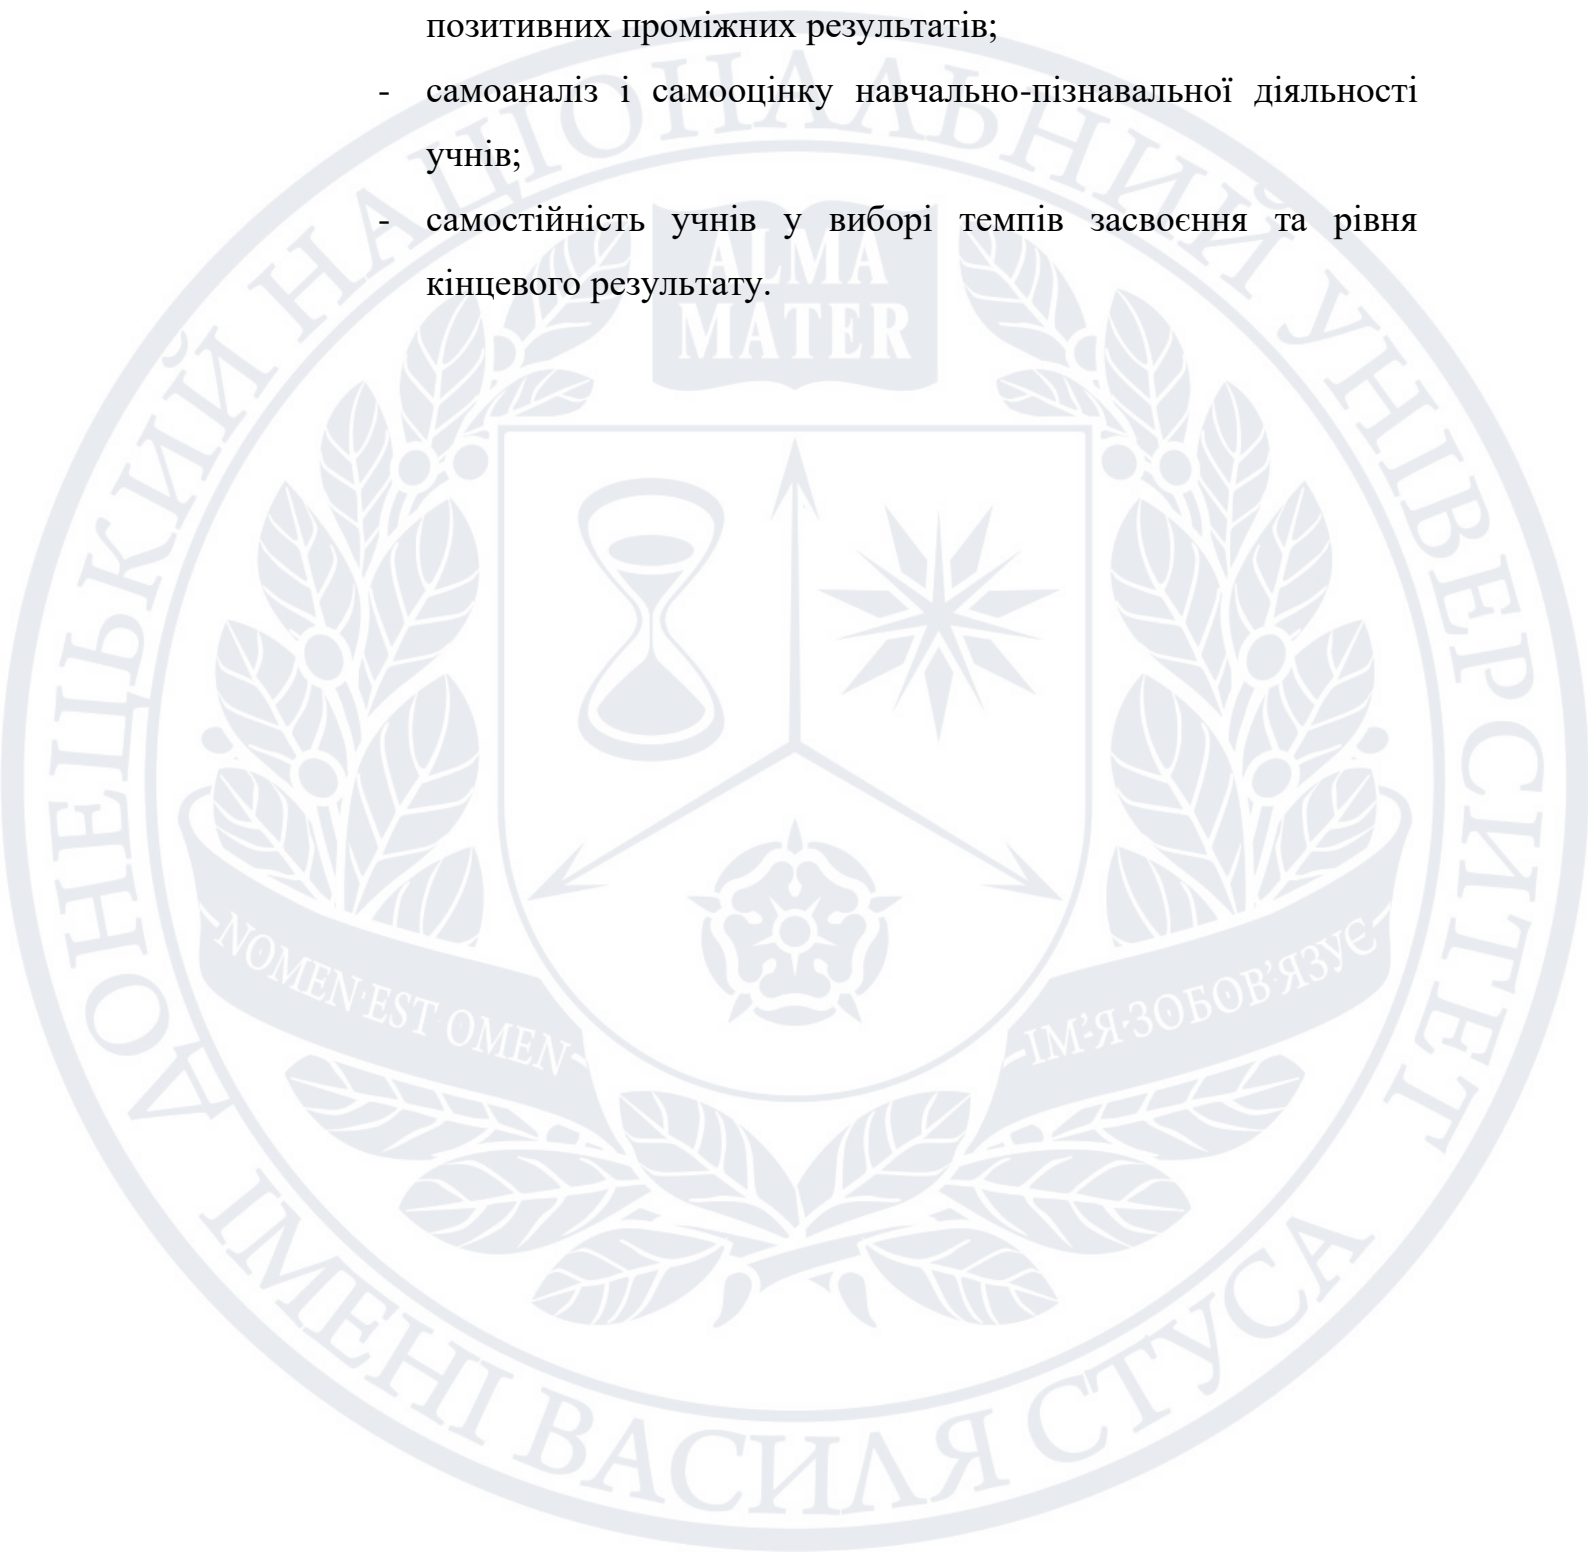 позитивних проміжних результатів;
- самоаналіз і самооцінку навчально-пізнавальної діяльності
учнів;
- самостійність учнів у виборі темпів засвоєння та рівня
кінцевого результату.
ALMA
MATER
ДОНЕЦЬКИЙ НАЦІОНАЛЬНИЙ УНІВЕРСИТЕТ
NOMEN·EST·OMEN
ІМ'Я·ЗОБОВ'ЯЗУЄ
ІМЕНІ ВАСИЛЯ СТУСА